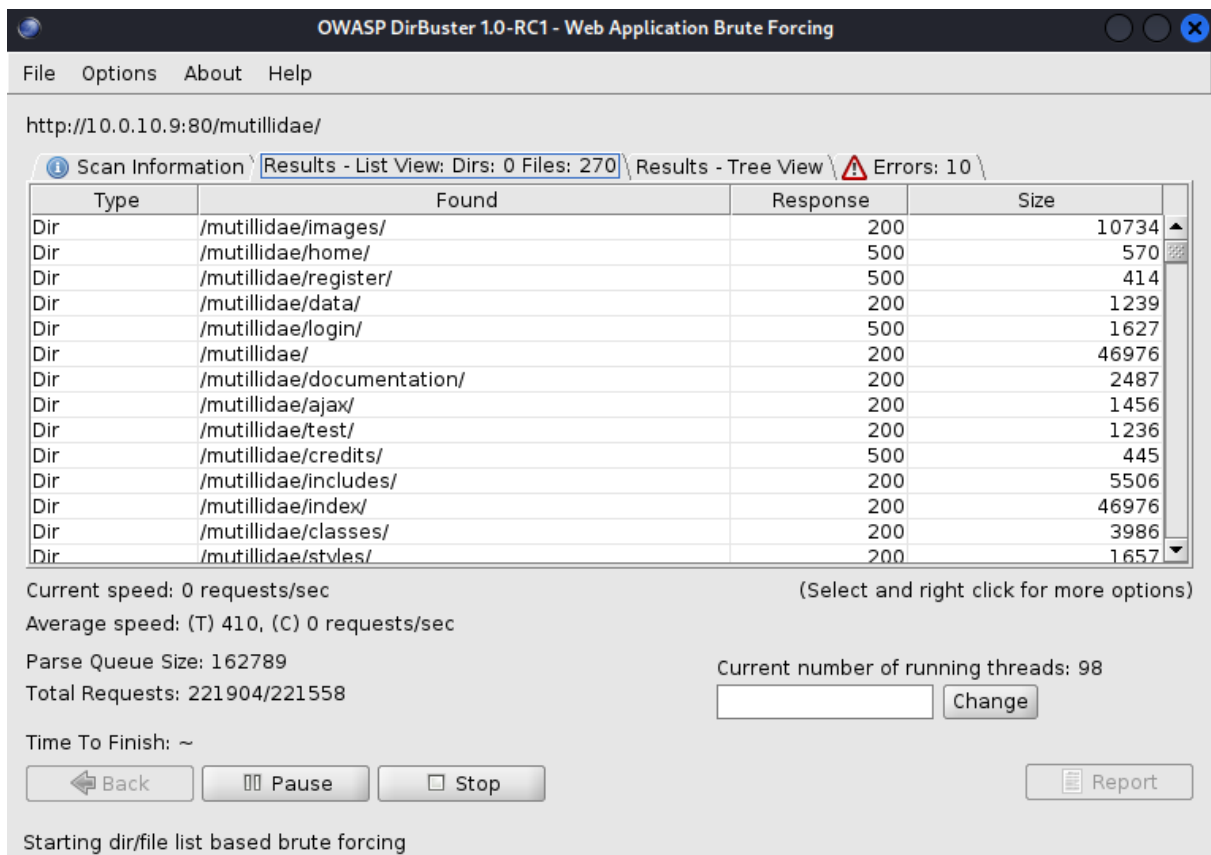 OWASP DirBuster 1.0-RC1 - Web Application Brute Forcing
File Options About Help
http://10.0.10.9:80/mutillidae/
Scan Information Results - List View: Dirs: 0 Files: 270 Results - Tree View Errors: 10
Type Found Response Size
Dir /mutillidae/images/ 200 10734
Dir /mutillidae/home/ 500 570
Dir /mutillidae/register/ 500 414
Dir /mutillidae/data/ 200 1239
Dir /mutillidae/login/ 500 1627
Dir /mutillidae/ 200 46976
Dir /mutillidae/documentation/ 200 2487
Dir /mutillidae/ajax/ 200 1456
Dir /mutillidae/test/ 200 1236
Dir /mutillidae/credits/ 500 445
Dir /mutillidae/includes/ 200 5506
Dir /mutillidae/index/ 200 46976
Dir /mutillidae/classes/ 200 3986
Dir /mutillidae/styles/ 200 1657
Current speed: 0 requests/sec (Select and right click for more options)
Average speed: (T) 410, (C) 0 requests/sec
Parse Queue Size: 162789 Current number of running threads: 98
Total Requests: 221904/221558 Change
Time To Finish: ~
Back Pause Stop Report
Starting dir/file list based brute forcing